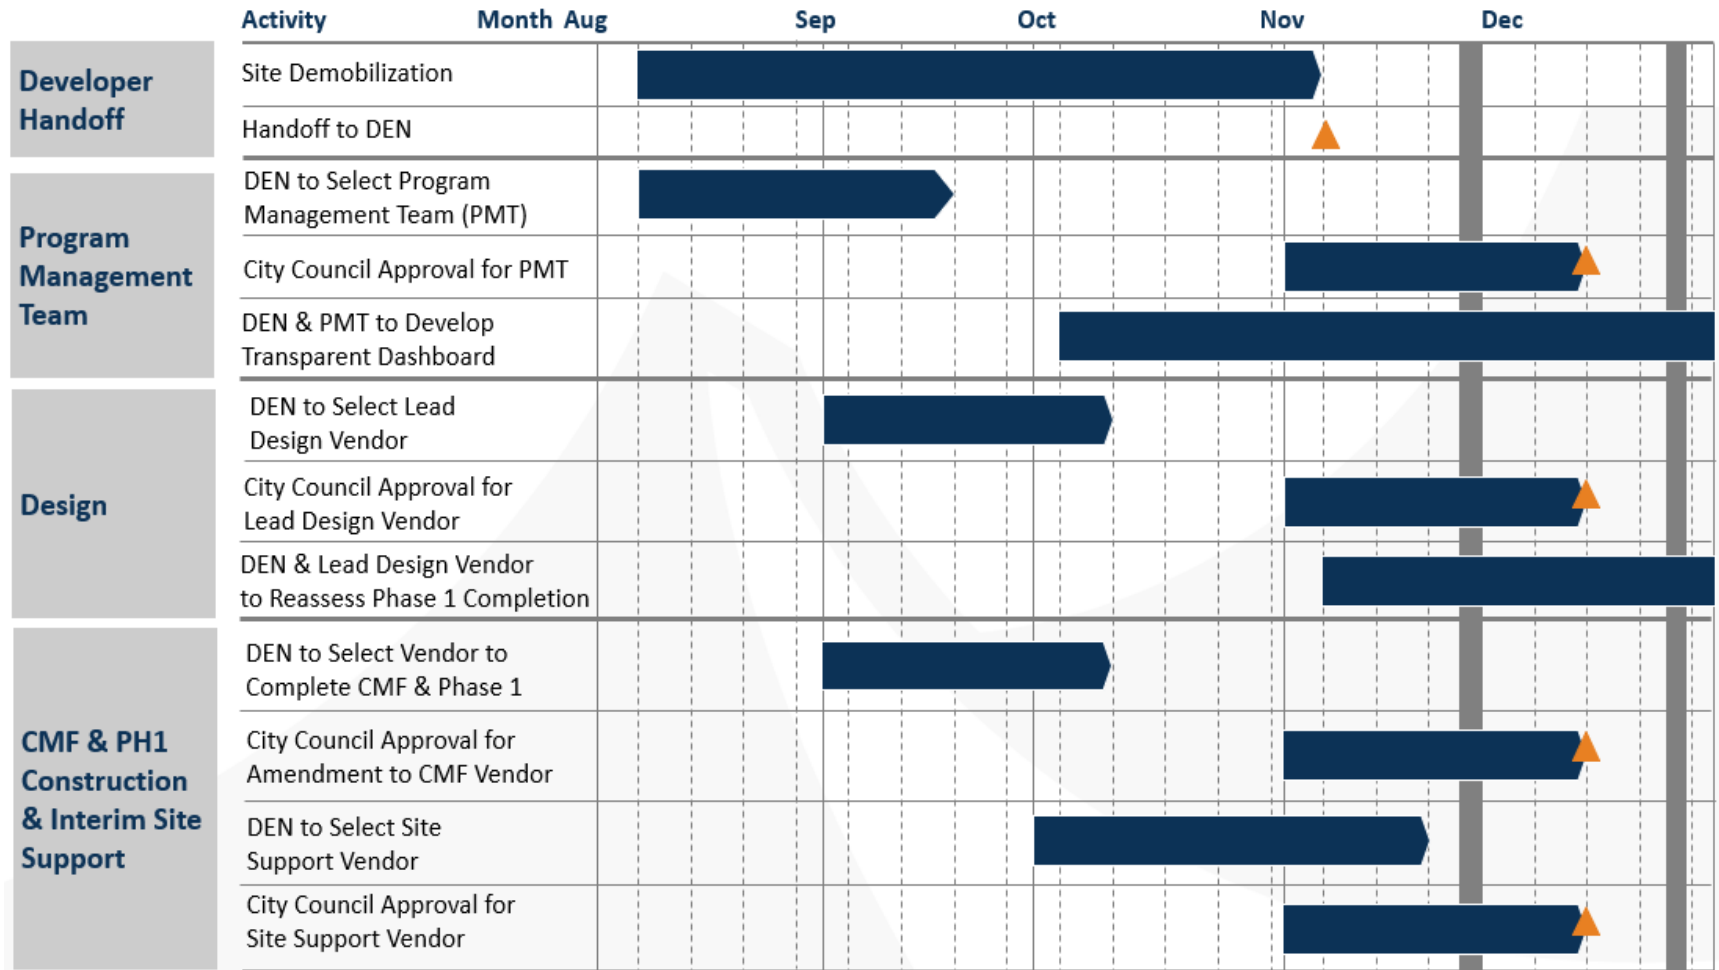 Activity Month Aug Sep Oct Nov Dec
Developer
Handoff
Site Demobilization
Handoff to DEN
Program
Management
Team
DEN to Select Program
Management Team (PMT)
City Council Approval for PMT
DEN & PMT to Develop
Transparent Dashboard
Design
DEN to Select Lead
Design Vendor
City Council Approval for
Lead Design Vendor
DEN & Lead Design Vendor
to Reassess Phase 1 Completion
CMF & PH1
Construction
& Interim Site
Support
DEN to Select Vendor to
Complete CMF & Phase 1
City Council Approval for
Amendment to CMF Vendor
DEN to Select Site
Support Vendor
City Council Approval for
Site Support Vendor